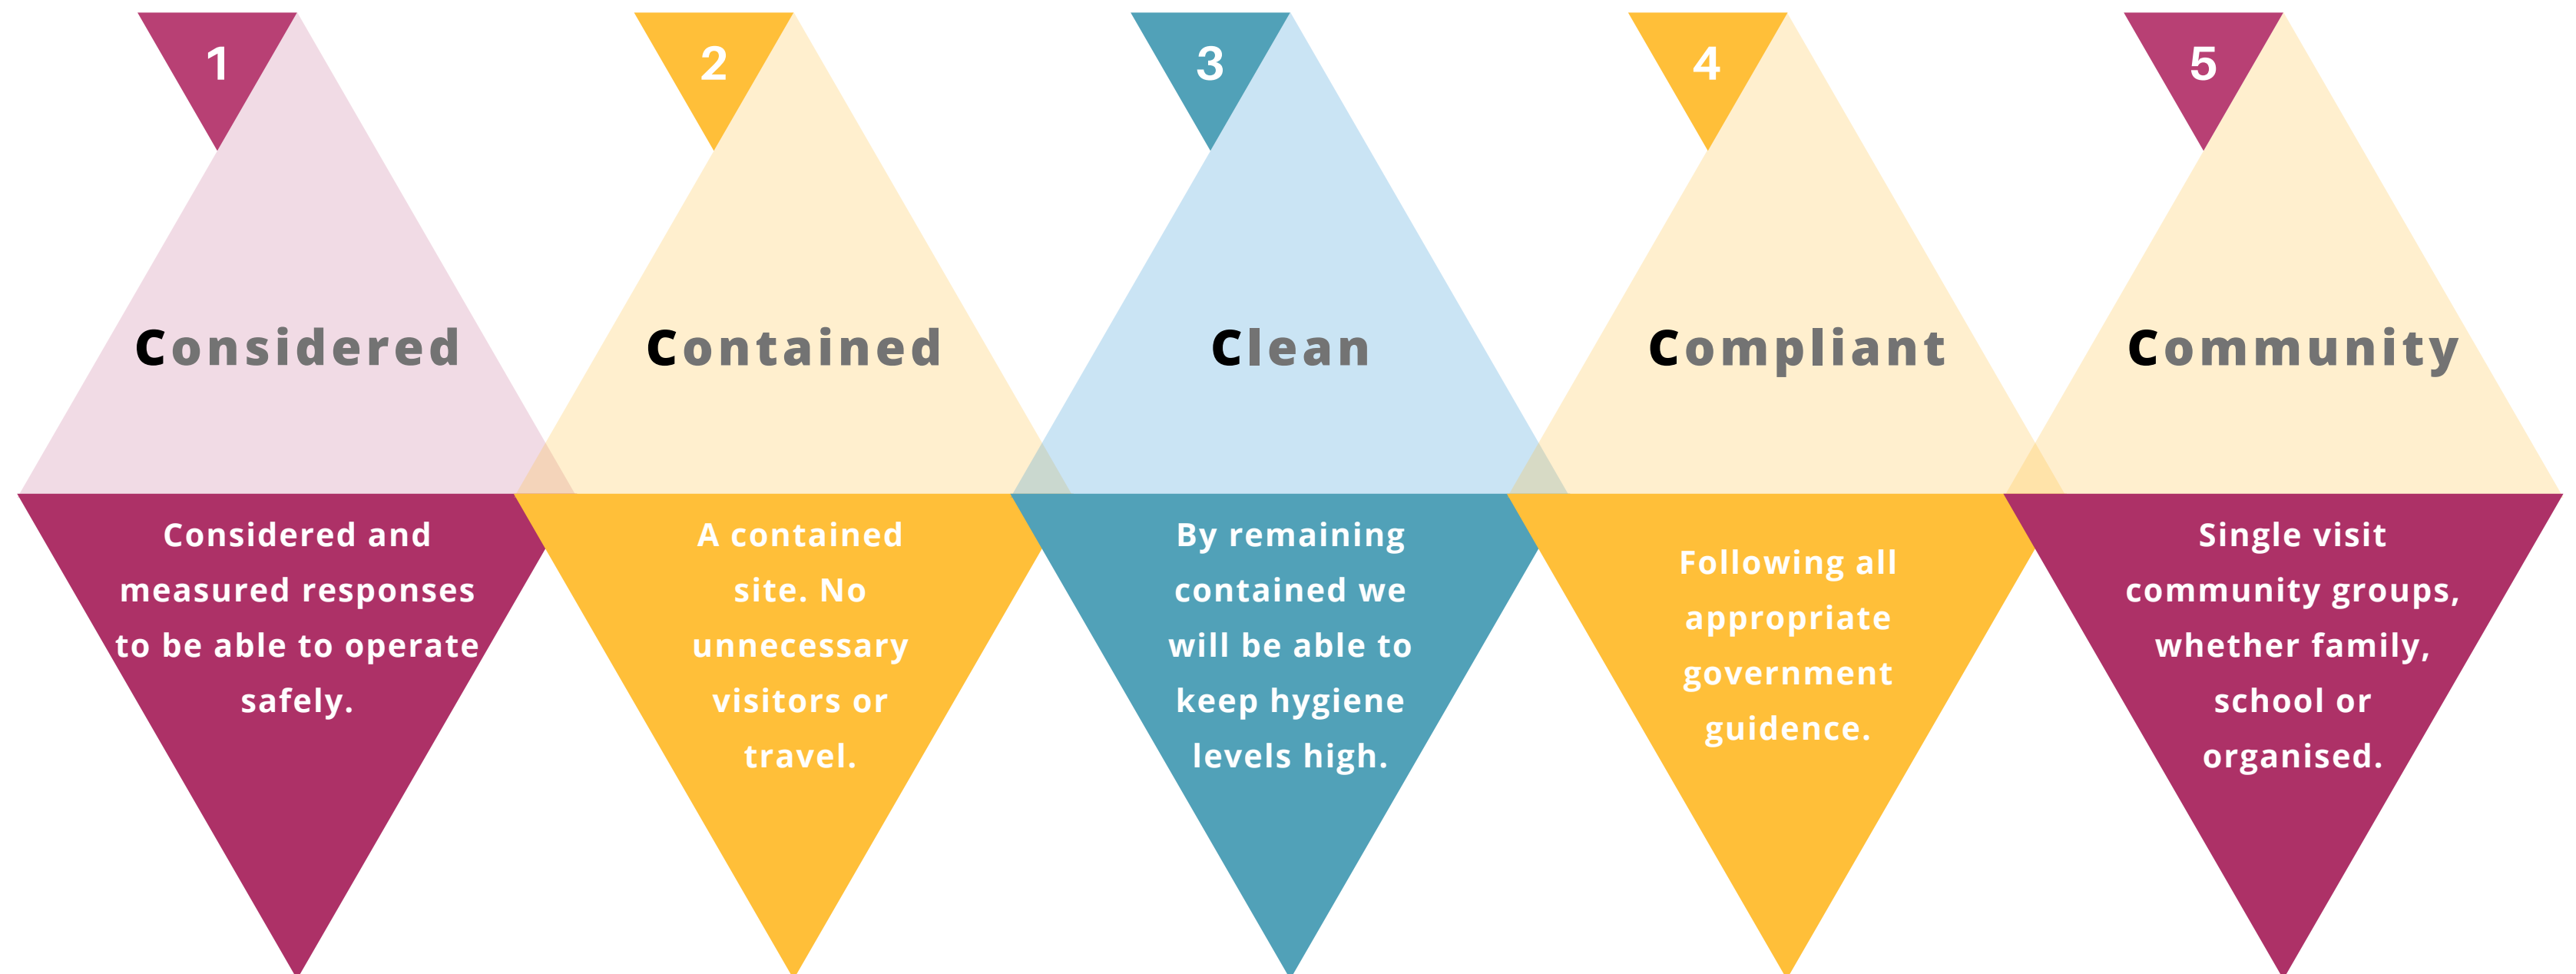 1
Considered
Considered and
measured responses
to be able to operate
safely.
2
Contained
A contained
site. No
unnecessary
visitors or
travel.
3
Clean
By remaining
contained we
will be able to
keep hygiene
levels high.
4
Compliant
Following all
appropriate
government
guidence.
5
Community
Single visit
community groups,
whether family,
school or
organised.